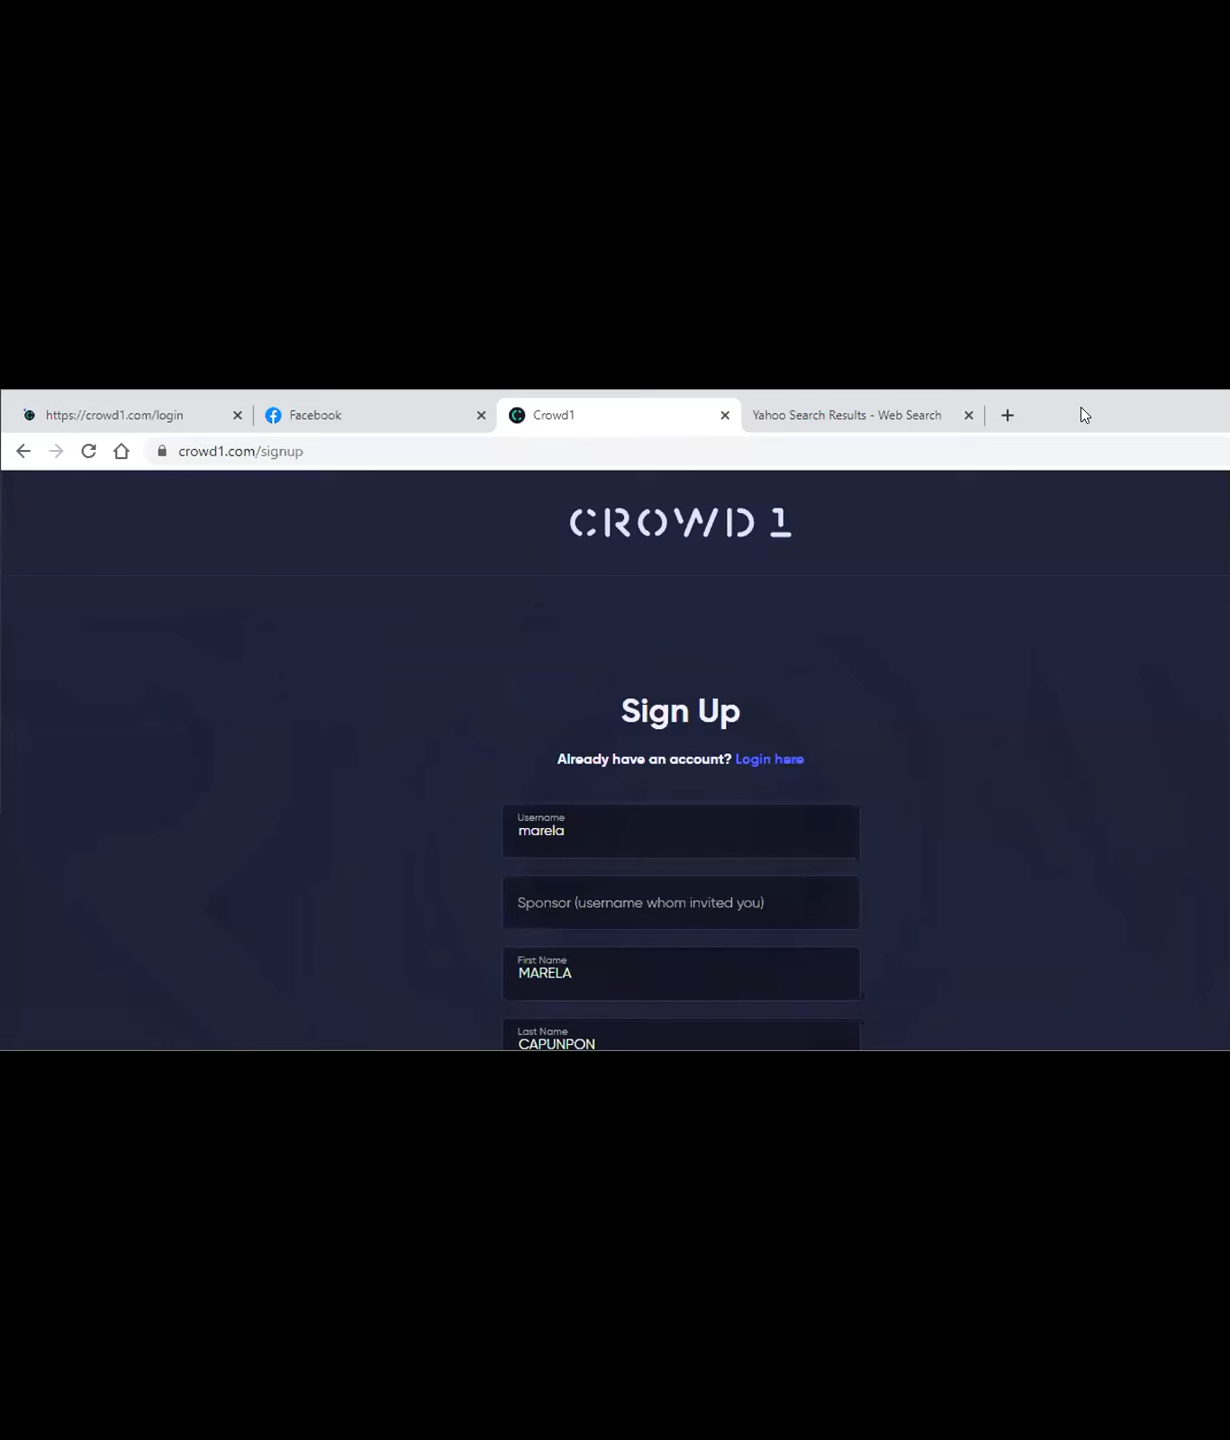 https://crowd1.com/login
Facebook
Crowd1
Yahoo Search Results - Web Search
crowd1.com/signup
CROWD 1
Sign Up
Already have an account? Login here
Username
marela
Sponsor (username whom invited you)
First Name
MARELA
Last Name
CAPUNPON